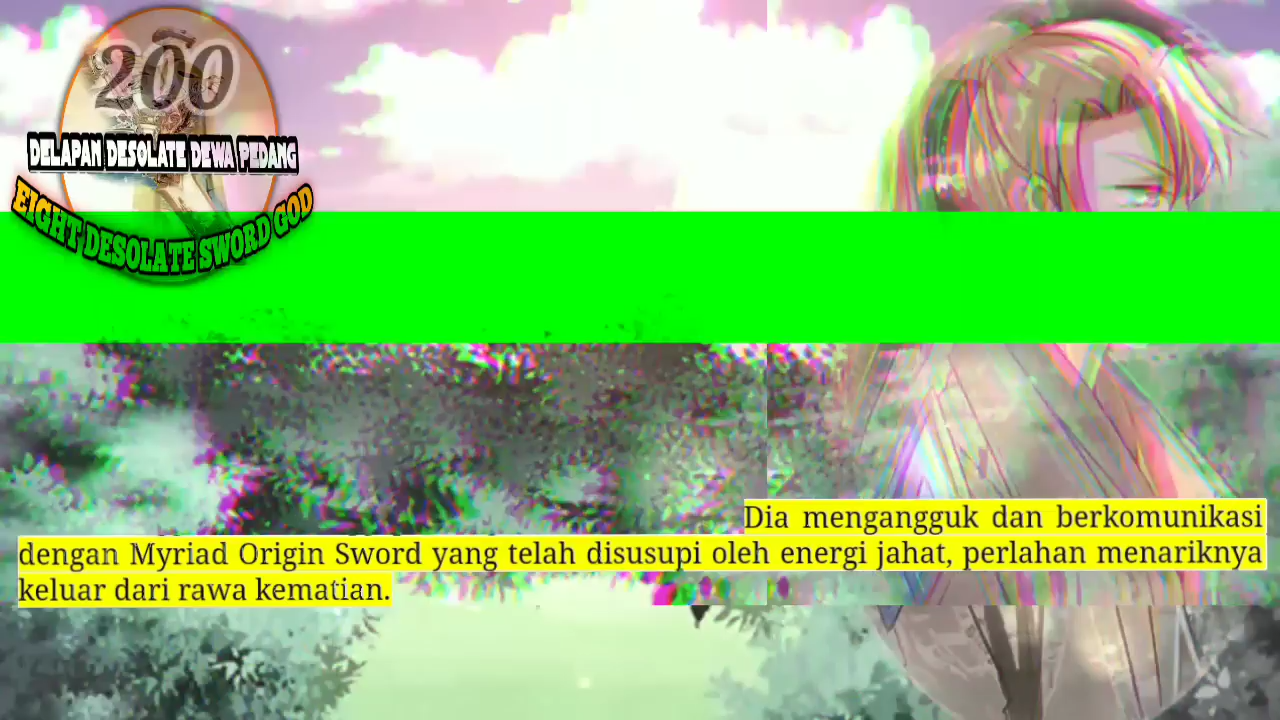 200
DELAPAN DESOLATE DEWA PEDANG
EIGHT DESOLATE SWORD GOD
Dia mengangguk dan berkomunikasi
dengan Myriad Origin Sword yang telah disusupi oleh energi jahat, perlahan menariknya
keluar dari rawa kematian.